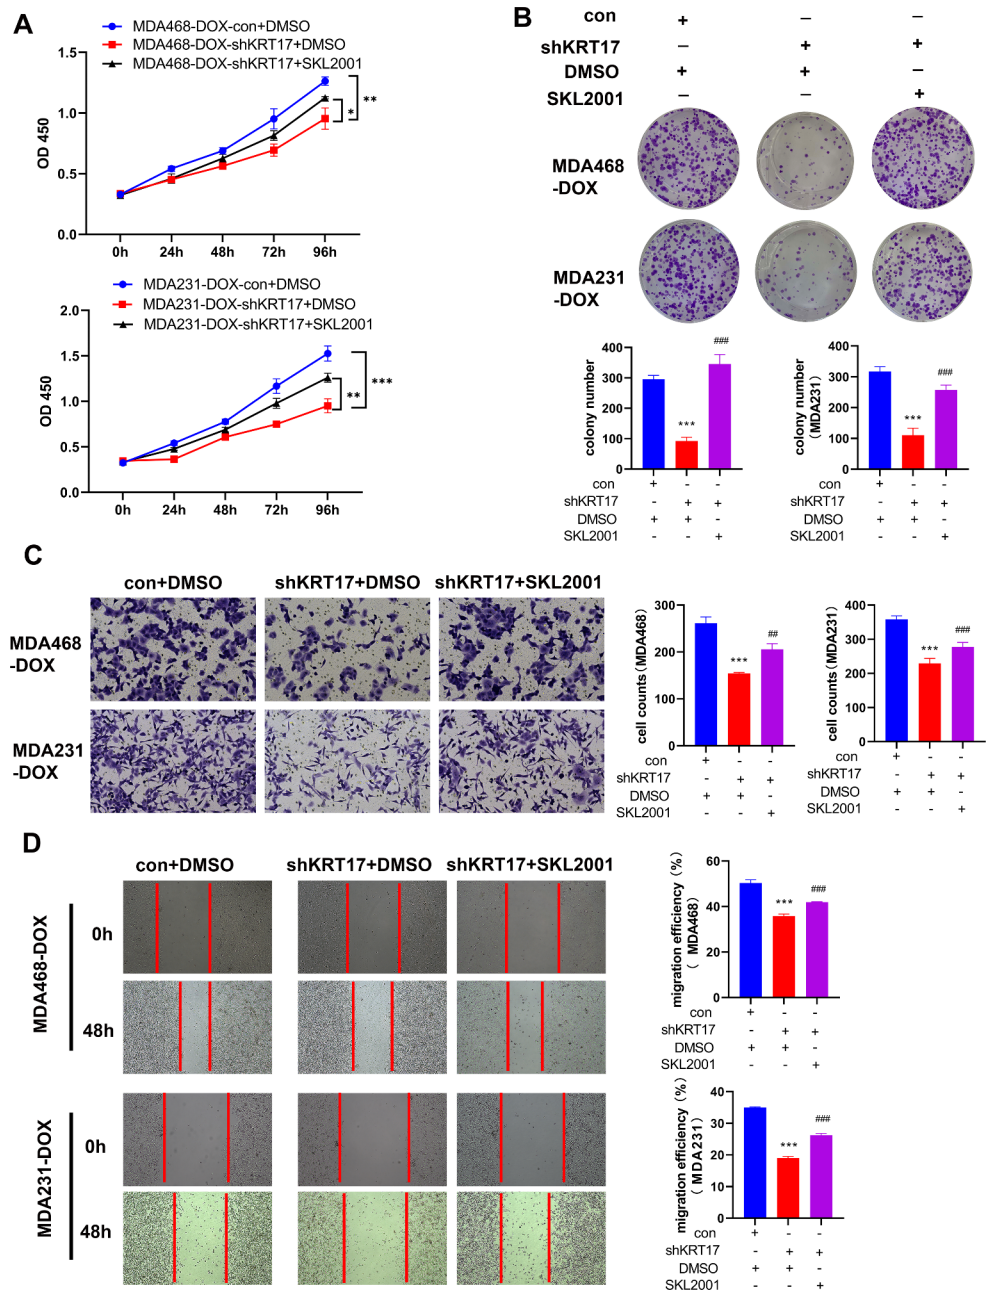 A
MDA468-DOX-con+DMSO
MDA468-DOX-shKRT17+DMSO
MDA468-DOX-shKRT17+SKL2001
OD 450
1.5
1.0
0.5
0.0
0h 24h 48h 72h 96h
*
**
MDA231-DOX-con+DMSO
MDA231-DOX-shKRT17+DMSO
MDA231-DOX-shKRT17+SKL2001
OD 450
2.0
1.5
1.0
0.5
0.0
0h 24h 48h 72h 96h
**
***
B
con + − −
shKRT17 − + +
DMSO + + −
SKL2001 − − +
MDA468
-DOX
MDA231
-DOX
colony number
400
300
200
100
0
***
###
con + - -
shKRT17 - + +
DMSO + + -
SKL2001 - - +
colony number
(MDA231)
400
300
200
100
0
***
###
con + - -
shKRT17 - + +
DMSO + + -
SKL2001 - - +
C
con+DMSO shKRT17+DMSO shKRT17+SKL2001
MDA468
-DOX
MDA231
-DOX
cell counts(MDA468)
300
200
100
0
***
##
con + - -
shKRT17 - + +
DMSO + + -
SKL2001 - - +
cell counts(MDA231)
400
300
200
100
0
***
###
con + - -
shKRT17 - + +
DMSO + + -
SKL2001 - - +
D
con+DMSO shKRT17+DMSO shKRT17+SKL2001
MDA468-DOX
0h
48h
MDA231-DOX
0h
48h
migration efficiency (%)
( MDA468)
60
40
20
0
***
###
con + - -
shKRT17 - + +
DMSO + + -
SKL2001 - - +
migration efficiency (%)
( MDA231)
40
30
20
10
0
***
###
con + - -
shKRT17 - + +
DMSO + + -
SKL2001 - - +